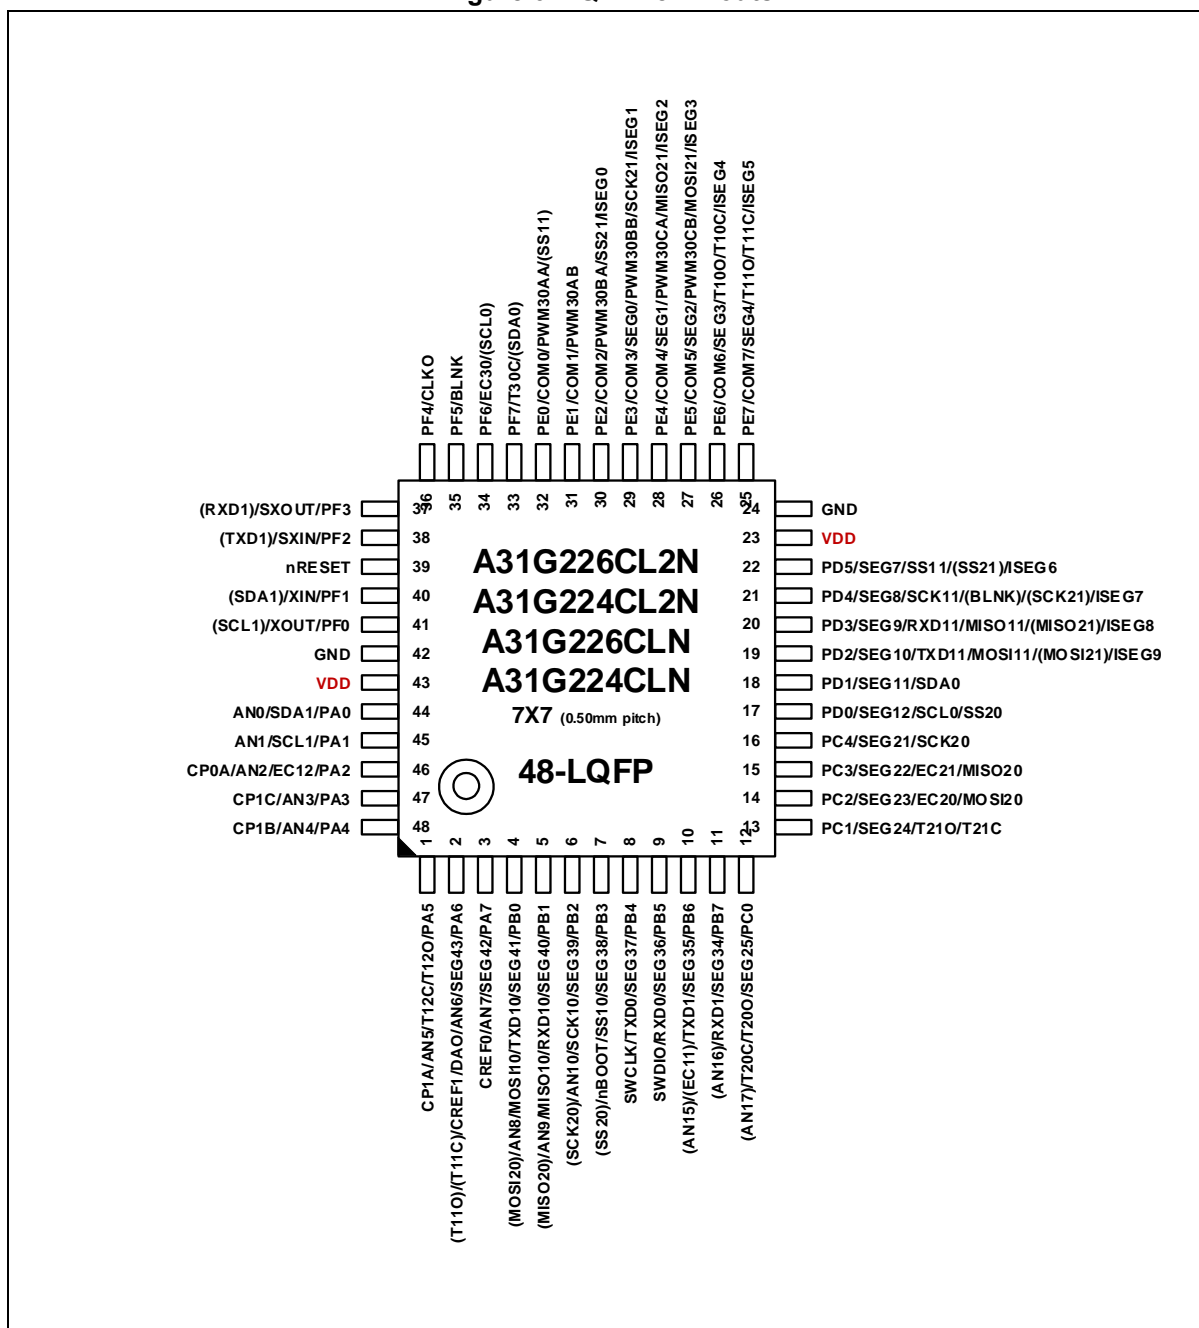 PF4/CLKO
PF5/BLNK
PF6/EC30/(SCL0)
PF7/T30C/(SDA0)
PE0/COM0/PWM30AA/(SS11)
PE1/COM1/PWM30AB
PE2/COM2/PWM30BA/SS21/ISEG0
PE3/COM3/SEG0/PWM30BB/SCK21/ISEG1
PE4/COM4/SEG1/PWM30CA/MISO21/ISEG2
PE5/COM5/SEG2/PWM30CB/MOSI21/ISEG3
PE6/COM6/SEG3/T10O/T10C/ISEG4
PE7/COM7/SEG4/T11O/T11C/ISEG5
36 35 34 33 32 31 30 29 28 27 26 25
(RXD1)/SXOUT/PF3 37
(TXD1)/SXIN/PF2 38
nRESET 39
(SDA1)/XIN/PF1 40
(SCL1)/XOUT/PF0 41
GND 42
VDD 43
AN0/SDA1/PA0 44
AN1/SCL1/PA1 45
CP0A/AN2/EC12/PA2 46
CP1C/AN3/PA3 47
CP1B/AN4/PA4 48
A31G226CL2N
A31G224CL2N
A31G226CLN
A31G224CLN
7X7 (0.50mm pitch)
48-LQFP
24 GND
23 VDD
22 PD5/SEG7/SS11/(SS21)/ISEG6
21 PD4/SEG8/SCK11/(BLNK)/(SCK21)/ISEG7
20 PD3/SEG9/RXD11/MISO11/(MISO21)/ISEG8
19 PD2/SEG10/TXD11/MOSI11/(MOSI21)/ISEG9
18 PD1/SEG11/SDA0
17 PD0/SEG12/SCL0/SS20
16 PC4/SEG21/SCK20
15 PC3/SEG22/EC21/MISO20
14 PC2/SEG23/EC20/MOSI20
13 PC1/SEG24/T21O/T21C
1 2 3 4 5 6 7 8 9 10 11 12
CP1A/AN5/T12C/T12O/PA5
(T11O)/(T11C)/CREF1/DAO/AN6/SEG43/PA6
CREF0/AN7/SEG42/PA7
(MOSI20)/AN8/MOSI10/TXD10/SEG41/PB0
(MISO20)/AN9/MISO10/RXD10/SEG40/PB1
(SCK20)/AN10/SCK10/SEG39/PB2
(SS20)/nBOOT/SS10/SEG38/PB3
SWCLK/TXD0/SEG37/PB4
SWDIO/RXD0/SEG36/PB5
(AN15)/(EC11)/TXD1/SEG35/PB6
(AN16)/RXD1/SEG34/PB7
(AN17)/T20C/T20O/SEG25/PC0